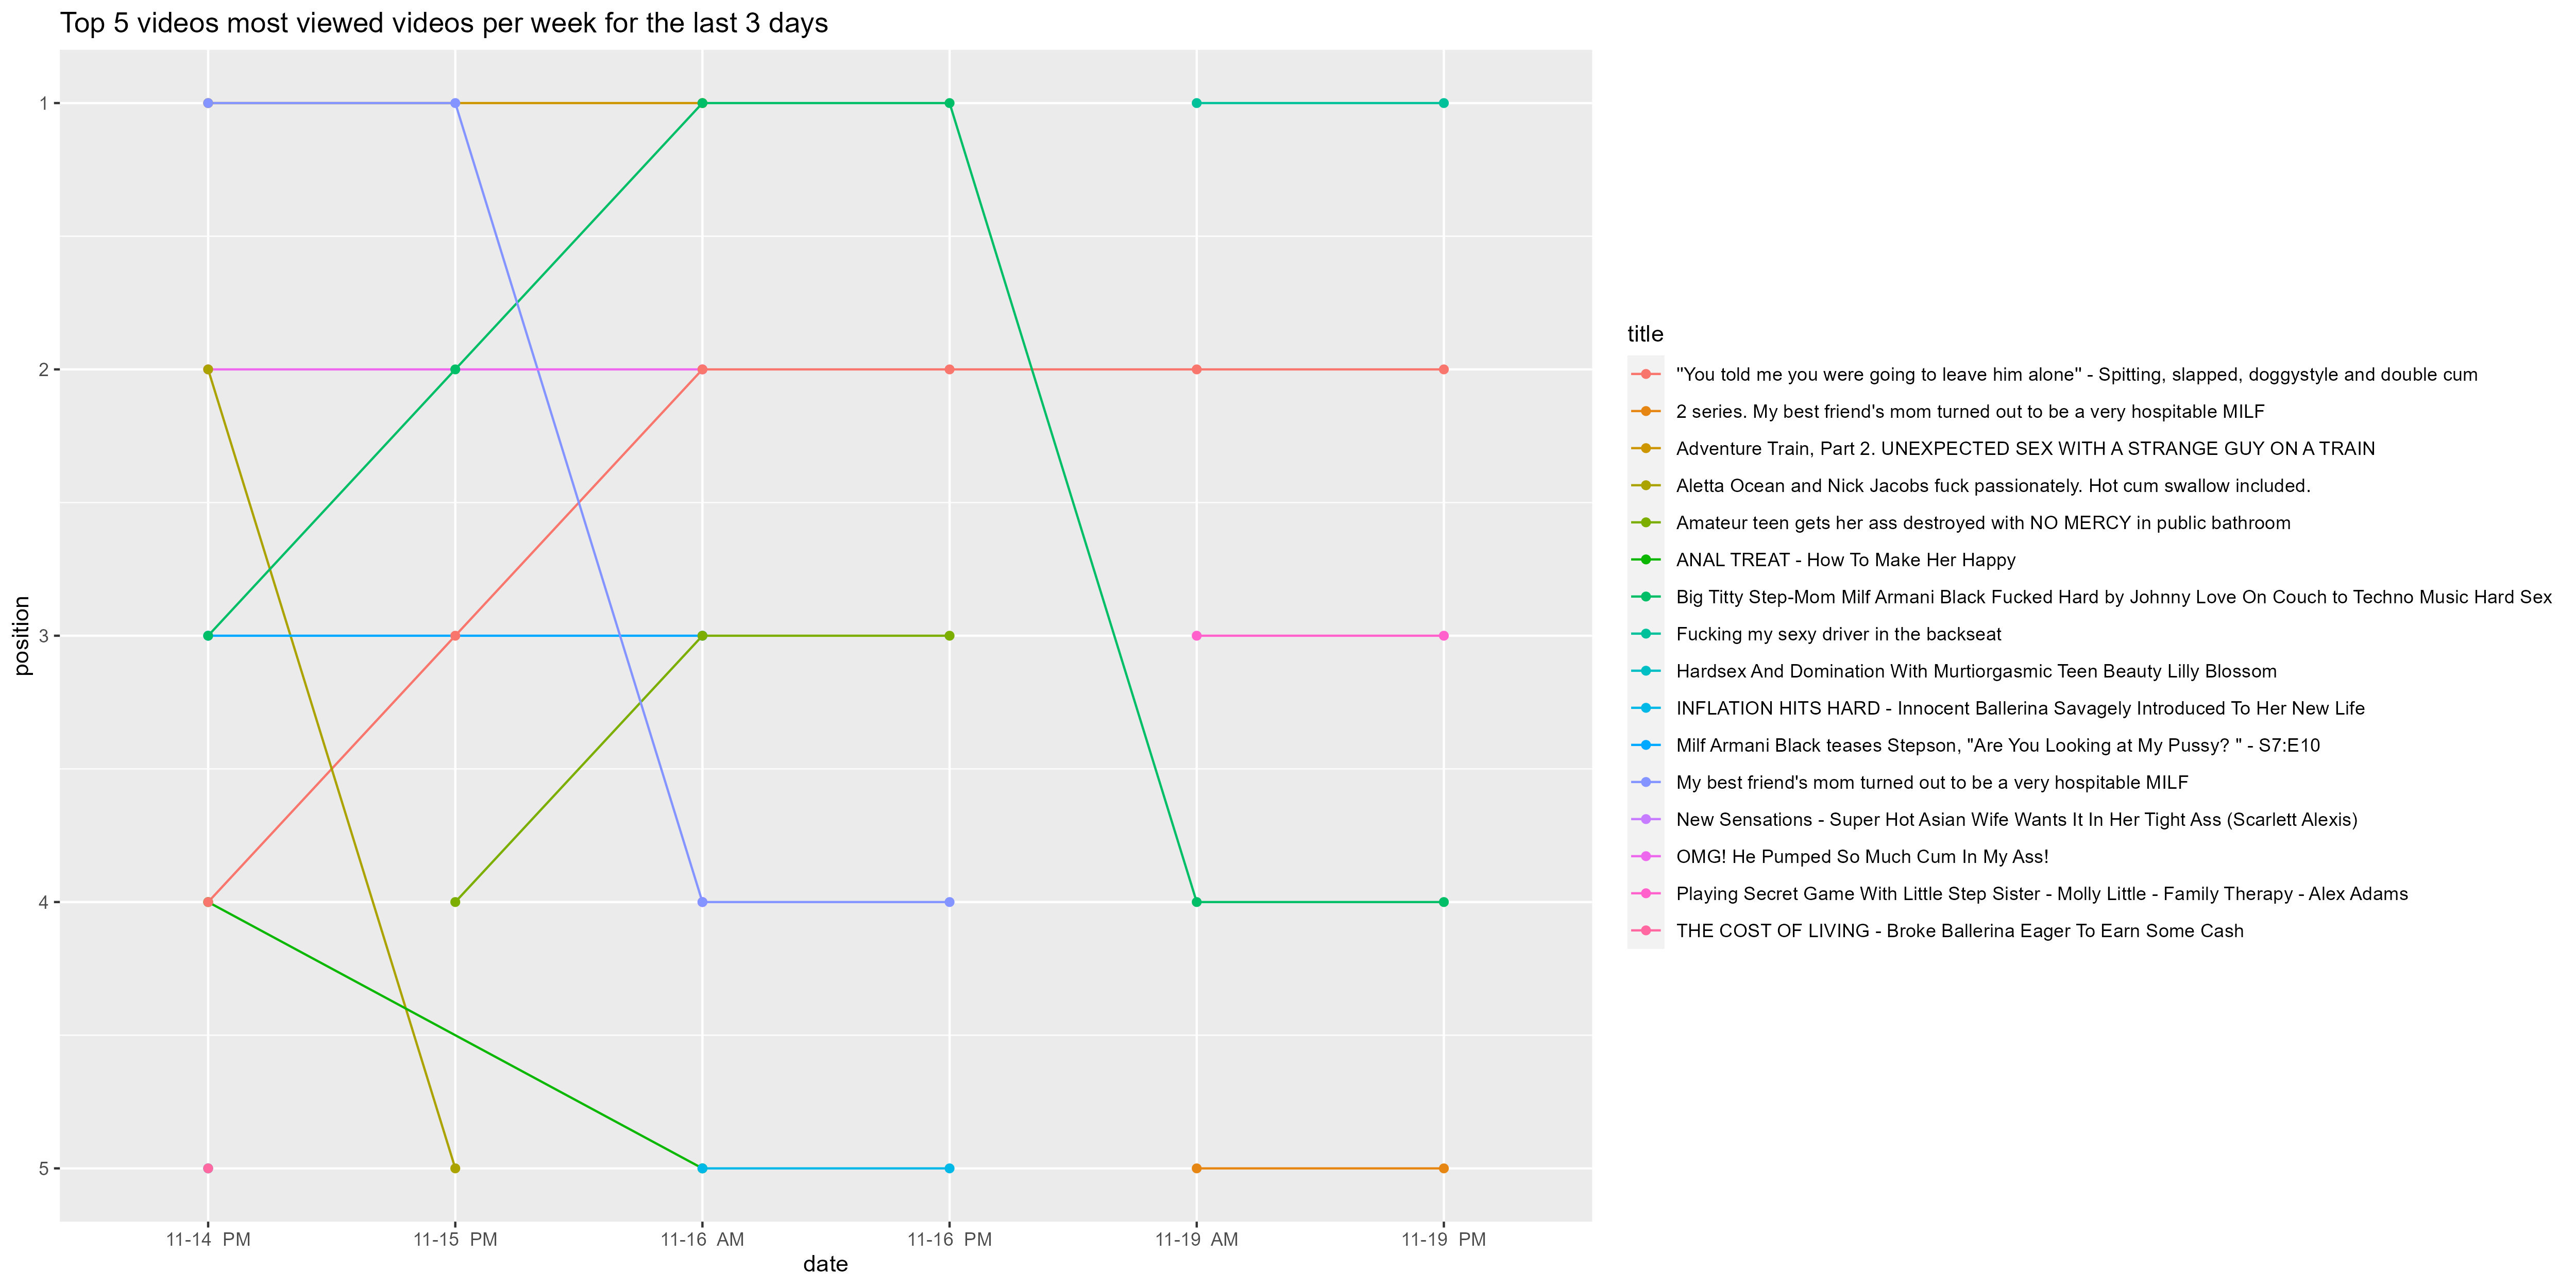 Top 5 videos most viewed videos per week for the last 3 days
position
1
2
3
4
5
11-14 PM
11-15 PM
11-16 AM
11-16 PM
11-19 AM
11-19 PM
date
title
"You told me you were going to leave him alone" - Spitting, slapped, doggystyle and double cum
2 series. My best friend's mom turned out to be a very hospitable MILF
Adventure Train, Part 2. UNEXPECTED SEX WITH A STRANGE GUY ON A TRAIN
Aletta Ocean and Nick Jacobs fuck passionately. Hot cum swallow included.
Amateur teen gets her ass destroyed with NO MERCY in public bathroom
ANAL TREAT - How To Make Her Happy
Big Titty Step-Mom Milf Armani Black Fucked Hard by Johnny Love On Couch to Techno Music Hard Sex
Fucking my sexy driver in the backseat
Hardsex And Domination With Murtiorgasmic Teen Beauty Lilly Blossom
INFLATION HITS HARD - Innocent Ballerina Savagely Introduced To Her New Life
Milf Armani Black teases Stepson, "Are You Looking at My Pussy? " - S7:E10
My best friend's mom turned out to be a very hospitable MILF
New Sensations - Super Hot Asian Wife Wants It In Her Tight Ass (Scarlett Alexis)
OMG! He Pumped So Much Cum In My Ass!
Playing Secret Game With Little Step Sister - Molly Little - Family Therapy - Alex Adams
THE COST OF LIVING - Broke Ballerina Eager To Earn Some Cash